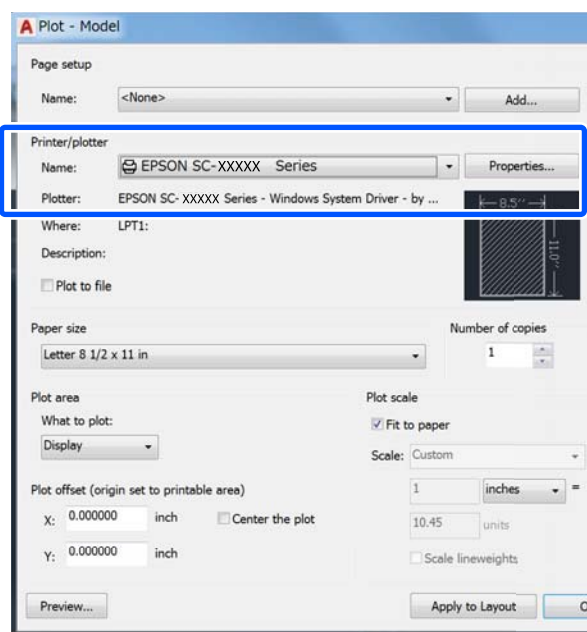 A Plot - Model
Page setup
Name: <None> Add...
Printer/plotter
Name: EPSON SC-XXXXX Series Properties...
Plotter: EPSON SC- XXXXX Series - Windows System Driver - by ...
Where: LPT1:
8.5''
11.0''
Description:
Plot to file
Paper size Number of copies
Letter 8 1/2 x 11 in 1
Plot area Plot scale
What to plot: Fit to paper
Display
Scale: Custom
Plot offset (origin set to printable area) 1 inches =
X: 0.000000 inch Center the plot
10.45 units
Y: 0.000000 inch
Scale lineweights
Preview... Apply to Layout